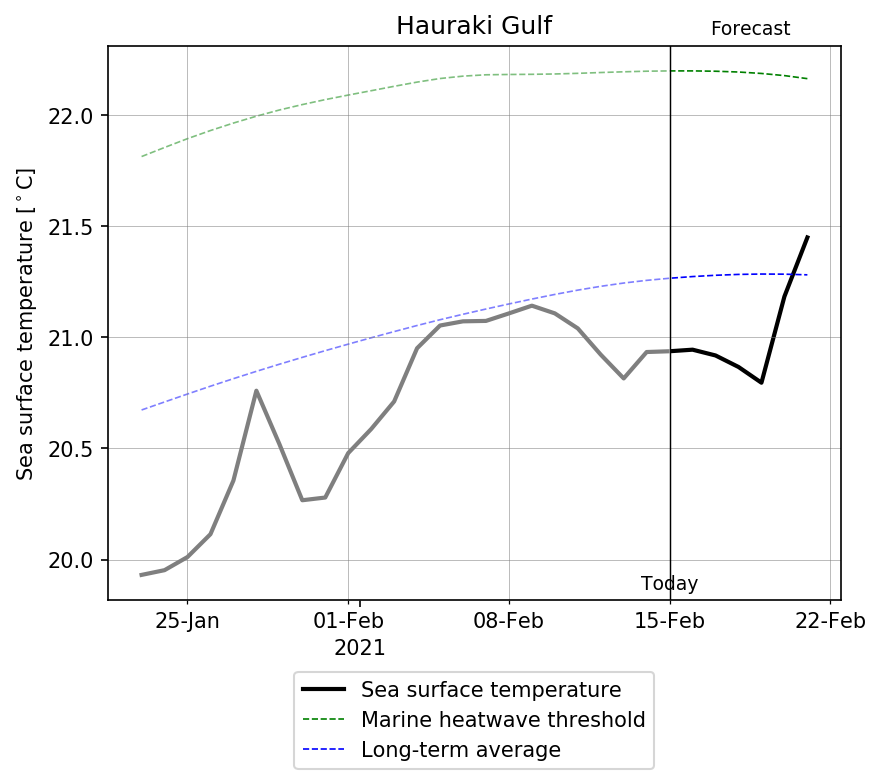 Hauraki Gulf
Forecast
Sea surface temperature [°C]
22.0
21.5
21.0
20.5
20.0
Today
25-Jan
01-Feb
08-Feb
15-Feb
22-Feb
2021
Sea surface temperature
Marine heatwave threshold
Long-term average